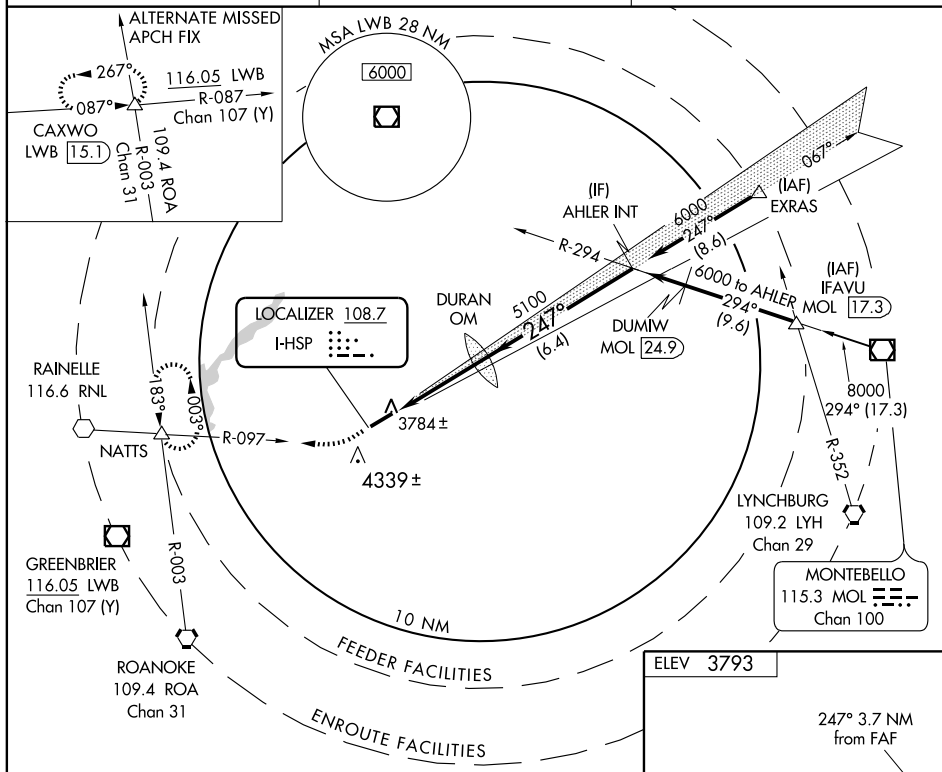 ALTERNATE MISSED
APCH FIX
267°
087°
116.05 LWB
R-087
Chan 107 (Y)
CAXWO
LWB 15.1
109.4 ROA
R-003
Chan 31
MSA LWB 28 NM
6000
067°
(IAF)
EXRAS
(IF)
AHLER INT
6000
247°
(8.6)
R-294
6000 to AHLER
294°
(9.6)
(IAF)
IFAVU
MOL 17.3
DURAN
OM
5100
247°
(6.4)
DUMIW
MOL 24.9
LOCALIZER 108.7
I-HSP
8000
294° (17.3)
RAINELLE
116.6 RNL
183°
003°
NATTS
R-097
3784 ±
4339 ±
R-352
LYNCHBURG
109.2 LYH
Chan 29
GREENBRIER
116.05 LWB
Chan 107 (Y)
R-003
MONTEBELLO
115.3 MOL
Chan 100
10 NM
FEEDER FACILITIES
ENROUTE FACILITIES
ROANOKE
109.4 ROA
Chan 31
ELEV 3793
247° 3.7 NM
from FAF